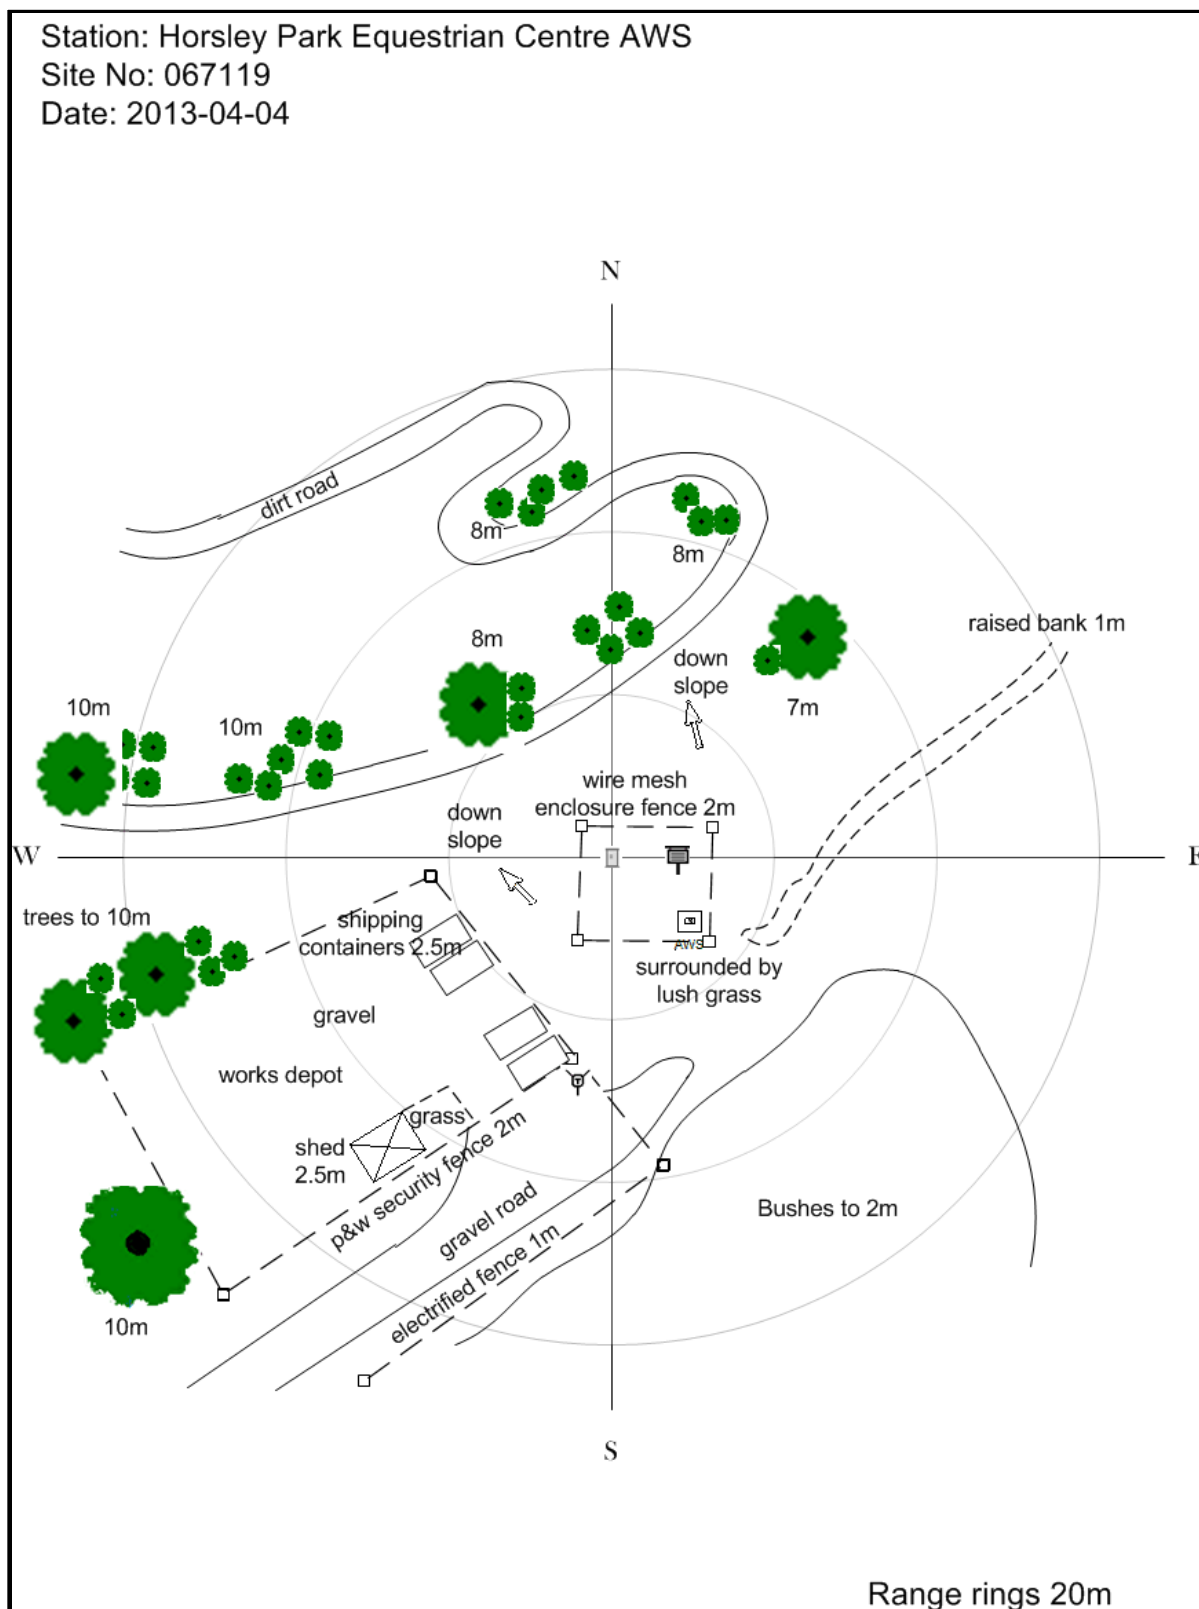 Station: Horsley Park Equestrian Centre AWS
Site No: 067119
Date: 2013-04-04
N
dirt road
8m
8m
raised bank 1m
8m
down
slope
7m
10m
10m
wire mesh
enclosure fence 2m
down
slope
W
E
trees to 10m
shipping
containers 2.5m
AWS
surrounded by
lush grass
gravel
works depot
grass
shed
2.5m
p&w security fence 2m
gravel road
electrified fence 1m
Bushes to 2m
10m
S
Range rings 20m